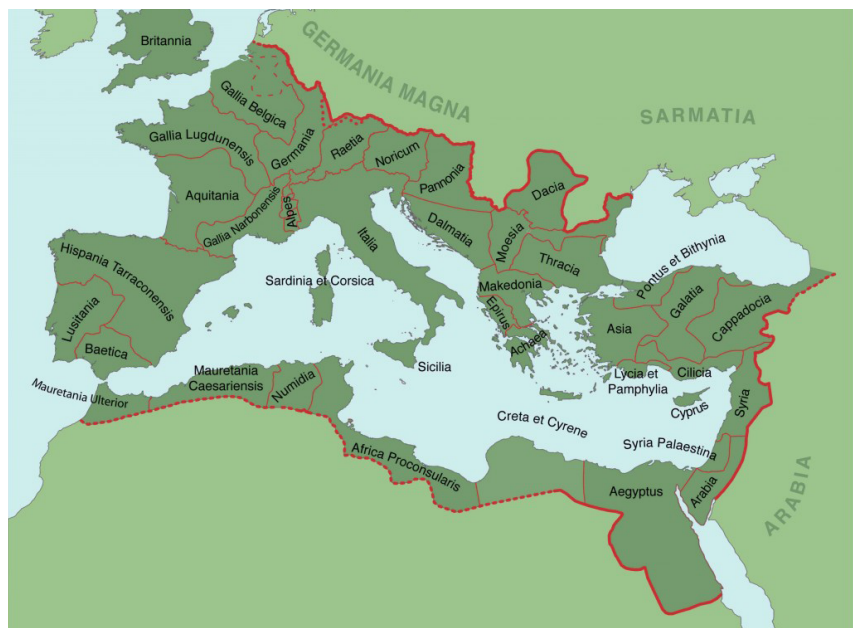 Britannia
GERMANIA MAGNA
SARMATIA
Gallia Belgica
Gallia Lugdunensis
Germania
Raetia
Noricum
Pannonia
Dacia
Aquitania
Gallia Narbonensis
Alpes
Italia
Dalmatia
Moesia
Thracia
Pontus et Bithynia
Hispania Tarraconensis
Sardinia et Corsica
Makedonia
Epirus
Achaea
Asia
Galatia
Cappadocia
Lusitania
Baetica
Sicilia
Lycia et
Pamphylia
Cilicia
Cyprus
Syria
Mauretania Ulterior
Mauretania
Caesariensis
Numidia
Africa Proconsularis
Creta et Cyrene
Syria Palaestina
Aegyptus
Arabia
ARABIA